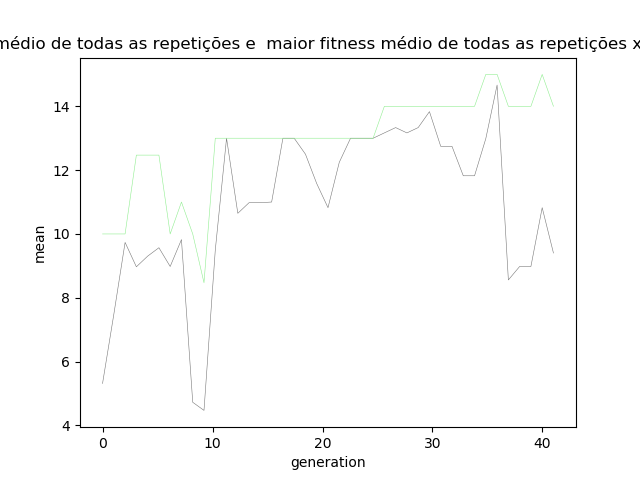 médio de todas as repetições e  maior fitness médio de todas as repetições x
14
12
10
8
6
4
mean
0 10 20 30 40
generation